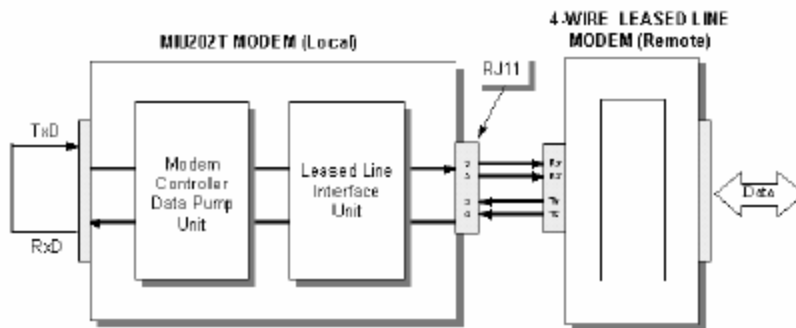 4-WIRE LEASED LINE
MODEM (Remote)
MIU202T MODEM (Local)
RJ11
TxD
Modem
Controller
Data Pump
Unit
Leased Line
Interface
Unit
RxD
Data